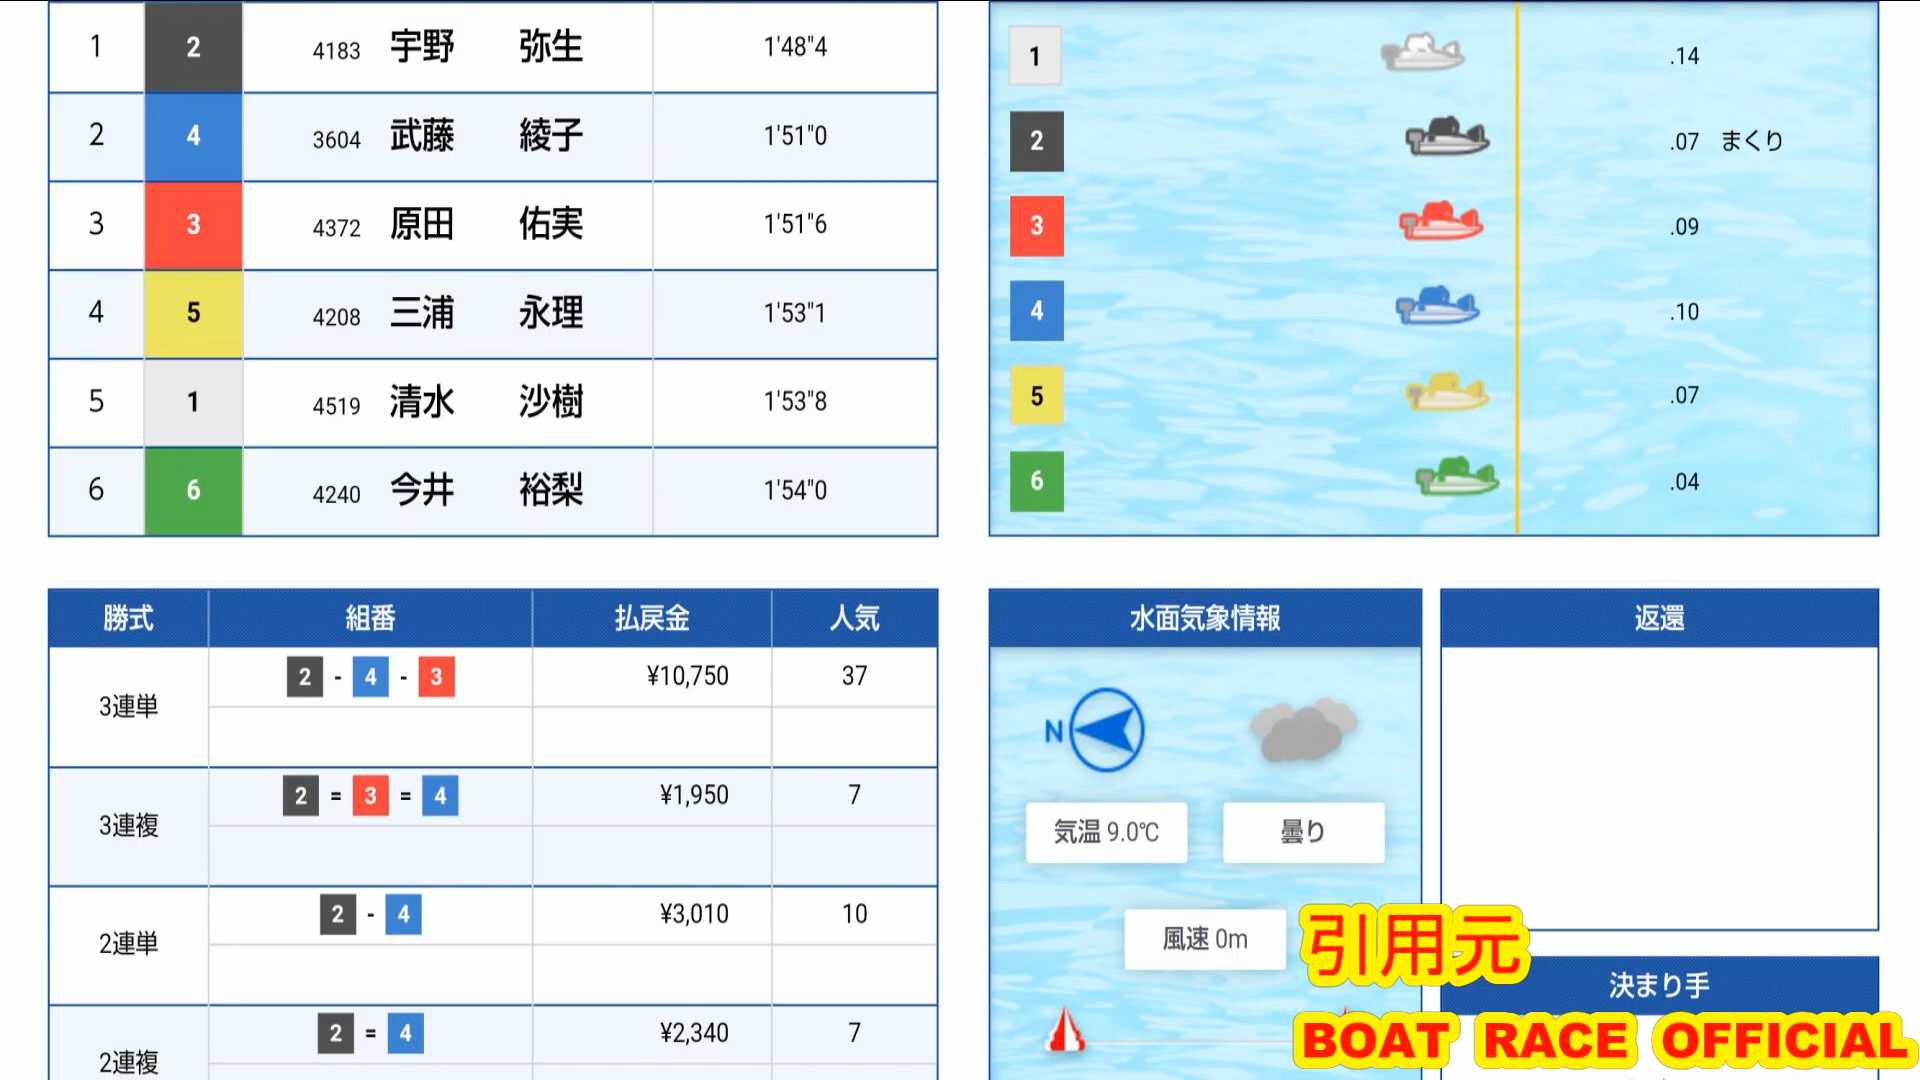 1 2 4183 宇野 弥生 1'48"4
2 4 3604 武藤 綾子 1'51"0
3 3 4372 原田 佑実 1'51"6
4 5 4208 三浦 永理 1'53"1
5 1 4519 清水 沙樹 1'53"8
6 6 4240 今井 裕梨 1'54"0
1 .14
2 .07 まくり
3 .09
4 .10
5 .07
6 .04
勝式 組番 払戻金 人気
3連単 2 - 4 - 3 ¥10,750 37
3連複 2 = 3 = 4 ¥1,950 7
2連単 2 - 4 ¥3,010 10
2連複 2 = 4 ¥2,340 7
水面気象情報
N
気温 9.0℃ 曇り
風速 0m
返還
決まり手
引用元
BOAT RACE OFFICIAL